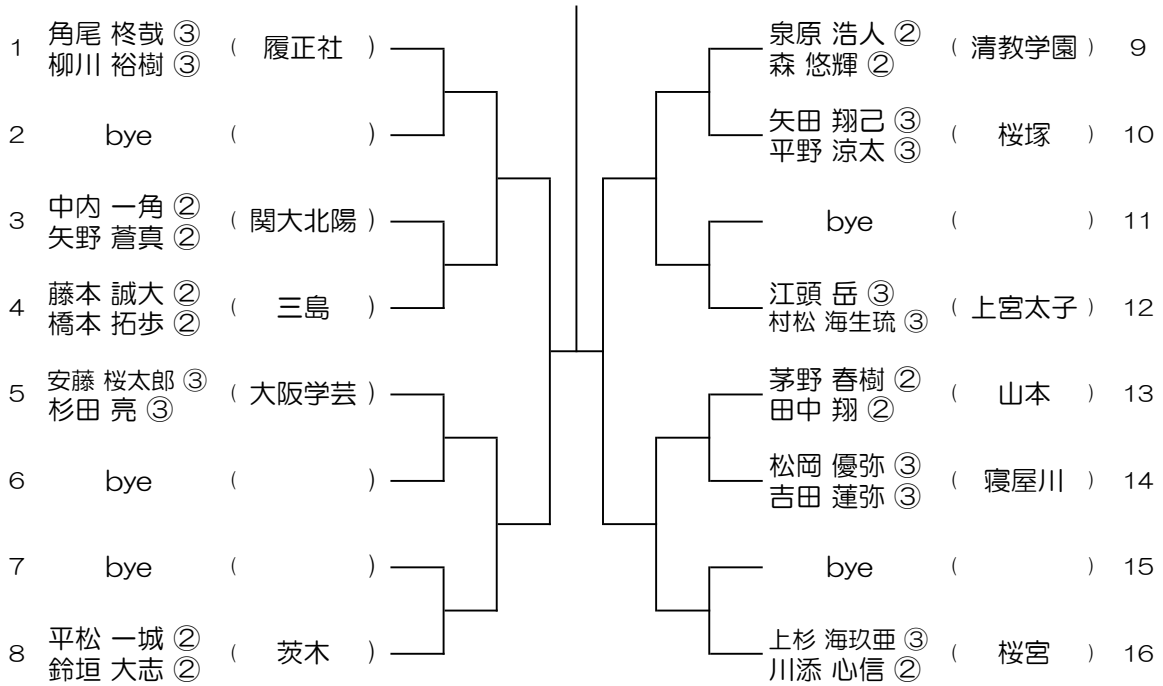 1 角尾 柊哉 ③ ( 履正社 )
柳川 裕樹 ③
2 bye ( )
3 中内 一角 ② ( 関大北陽 )
矢野 蒼真 ②
4 藤本 誠大 ② ( 三島 )
橋本 拓歩 ②
5 安藤 桜太郎 ③ ( 大阪学芸 )
杉田 亮 ③
6 bye ( )
7 bye ( )
8 平松 一城 ② ( 茨木 )
鈴垣 大志 ②
泉原 浩人 ② ( 清教学園 ) 9
森 悠輝 ②
矢田 翔己 ③ ( 桜塚 ) 10
平野 涼太 ③
bye ( ) 11
江頭 岳 ③ ( 上宮太子 ) 12
村松 海生琉 ③
茅野 春樹 ② ( 山本 ) 13
田中 翔 ②
松岡 優弥 ③ ( 寝屋川 ) 14
吉田 蓮弥 ③
bye ( ) 15
上杉 海玖亜 ③ ( 桜宮 ) 16
川添 心信 ②